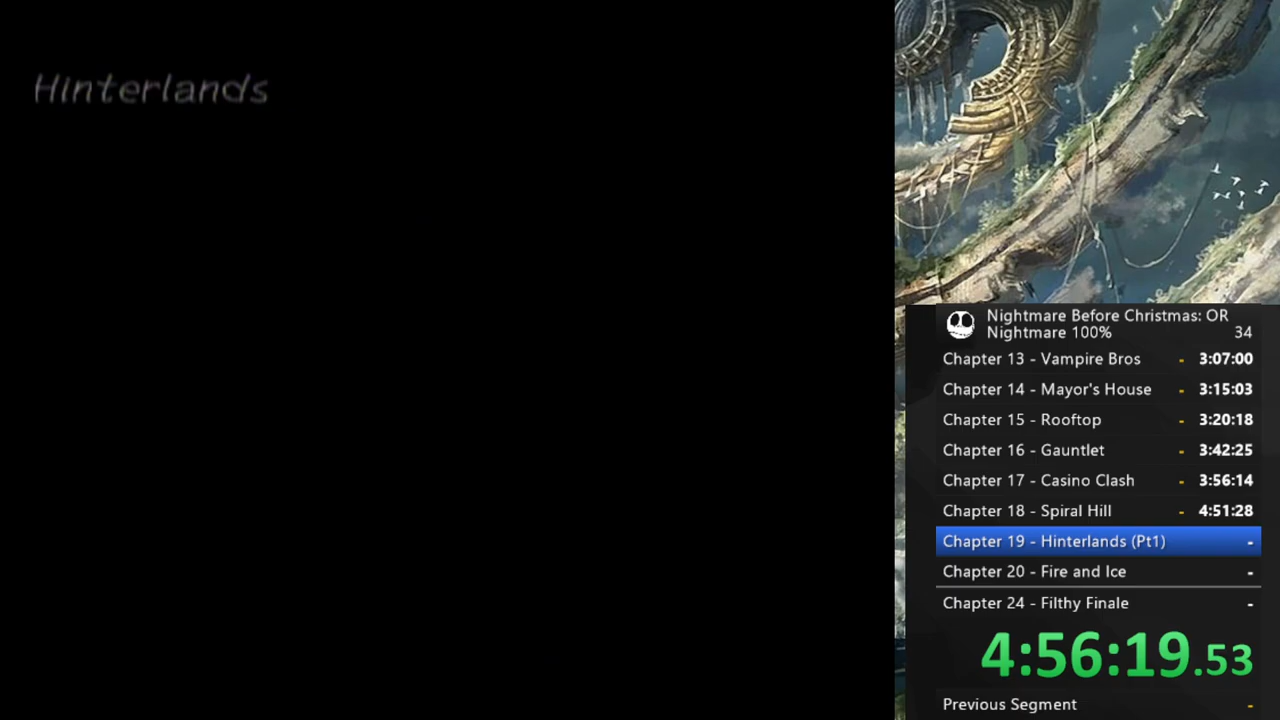 Hinterlands
Nightmare Before Christmas: OR
Nightmare 100% 34
Chapter 13 - Vampire Bros - 3:07:00
Chapter 14 - Mayor's House - 3:15:03
Chapter 15 - Rooftop - 3:20:18
Chapter 16 - Gauntlet - 3:42:25
Chapter 17 - Casino Clash - 3:56:14
Chapter 18 - Spiral Hill - 4:51:28
Chapter 19 - Hinterlands (Pt1) -
Chapter 20 - Fire and Ice -
Chapter 24 - Filthy Finale -
4:56:19.53
Previous Segment -